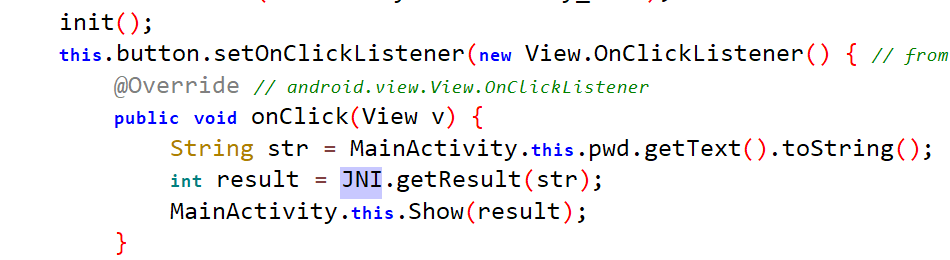 init();
this.button.setOnClickListener(new View.OnClickListener() { // from
@Override // android.view.View.OnClickListener
public void onClick(View v) {
String str = MainActivity.this.pwd.getText().toString();
int result = JNI.getResult(str);
MainActivity.this.Show(result);
}